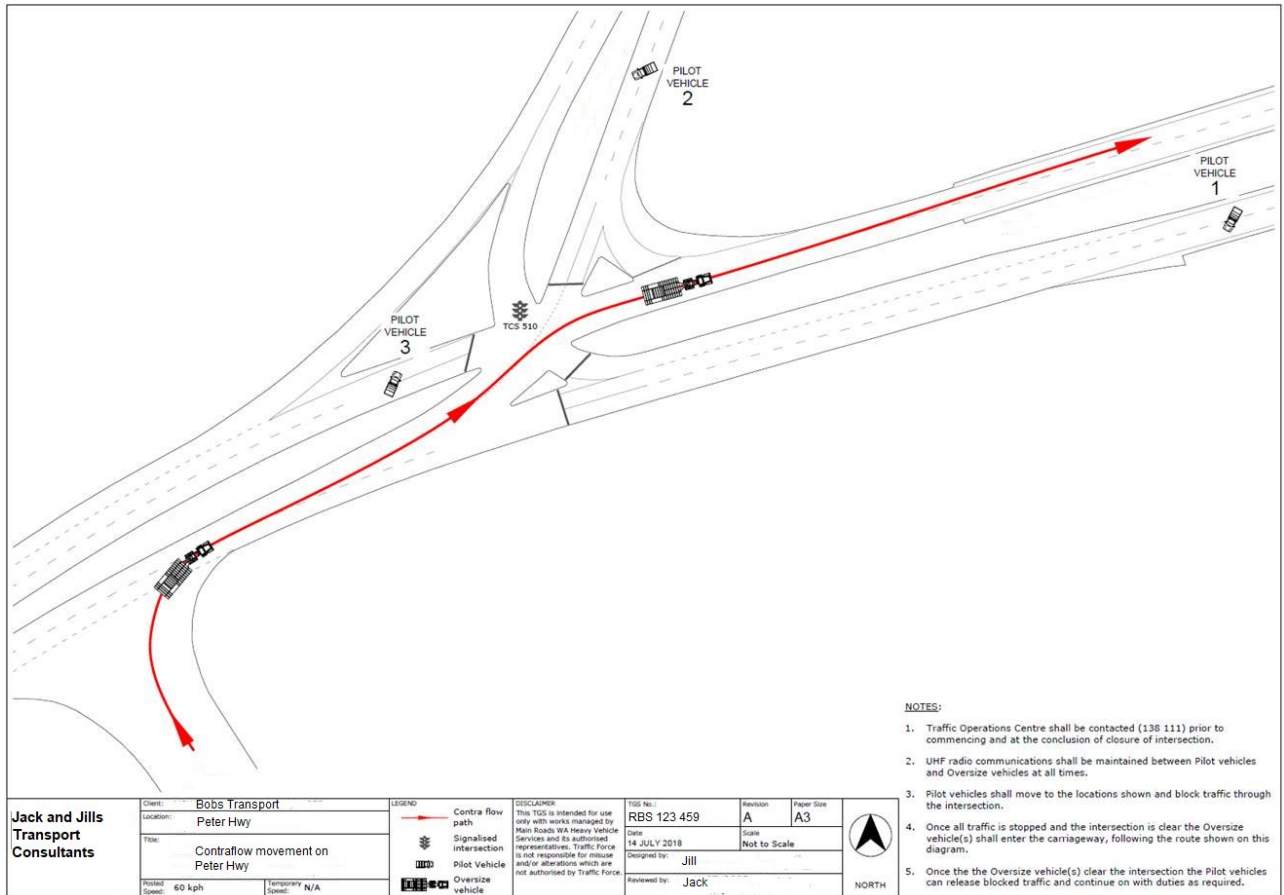 PILOT
VEHICLE
2
PILOT
VEHICLE
1
TCS 510
PILOT
VEHICLE
3
NOTES:
1. Traffic Operations Centre shall be contacted (138 111) prior to
commencing and at the conclusion of closure of intersection.
2. UHF radio communications shall be maintained between Pilot vehicles
and Oversize vehicles at all times.
3. Pilot vehicles shall move to the locations shown and block traffic through
the intersection.
4. Once all traffic is stopped and the intersection is clear the Oversize
vehicle(s) shall enter the carriageway, following the route shown on this
diagram.
5. Once the the Oversize vehicle(s) clear the intersection the Pilot vehicles
can release blocked traffic and continue on with duties as required.
Jack and Jills
Transport
Consultants
Client: Bobs Transport
Location: Peter Hwy
Title: Contraflow movement on
Peter Hwy
Posted
Speed: 60 kph
Temporary
Speed: N/A
LEGEND
Contra flow
path
Signalised
intersection
Pilot Vehicle
Oversize
vehicle
DISCLAIMER
This TGS is intended for use
only with works managed by
Main Roads WA Heavy Vehicle
Services and its authorised
representatives. Traffic Force
is not responsible for misuse
and/or alterations which are
not authorised by Traffic Force.
TGS No.:
RBS 123 459
Revision
A
Paper Size
A3
Date
14 JULY 2018
Scale
Not to Scale
Designed by: Jill
Reviewed by: Jack
NORTH